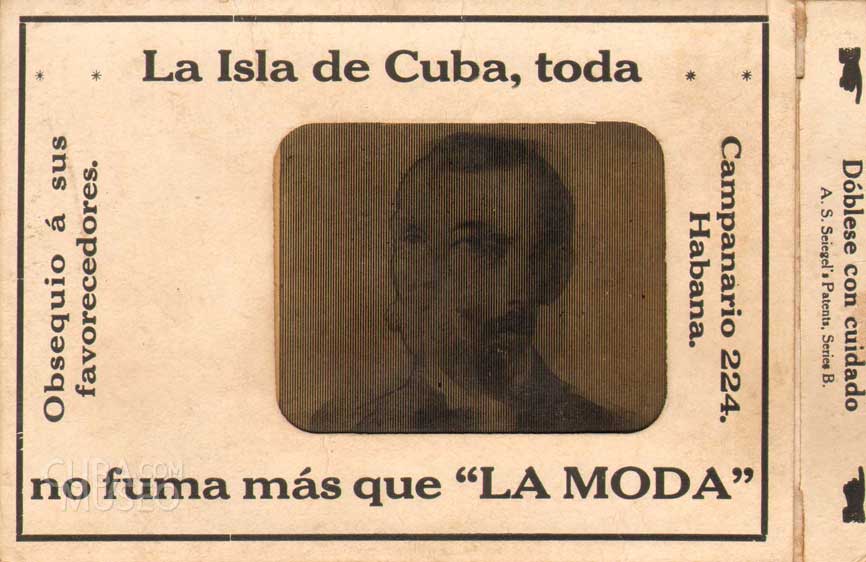 La Isla de Cuba, toda
Obsequio á sus
favorecedores.
Campanario 224.
Habana.
no fuma más que “LA MODA”
Dóblese con cuidado
A. S. Seiegel's Patents, Series B.
CUBA.COM
MUSEO